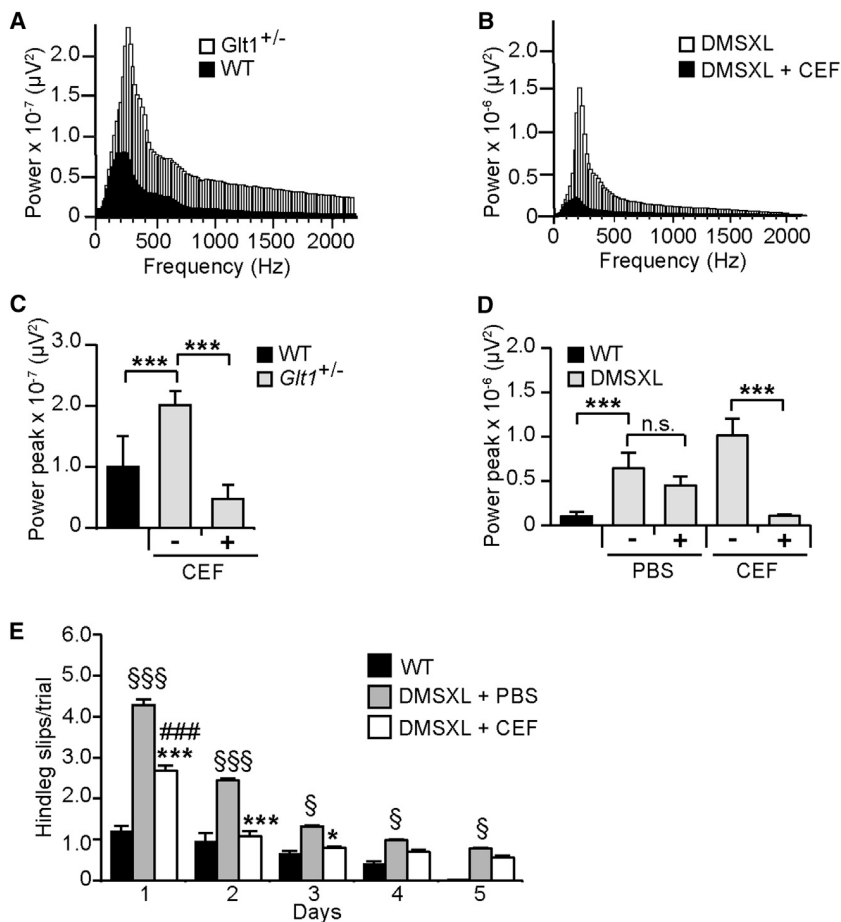 A
Power x 10-7 (µV2)
2.0
1.5
1.0
0.5
0
Glt1+/-
WT
0 500 1000 1500 2000
Frequency (Hz)
B
Power x 10-6 (µV2)
2.0
1.5
1.0
0.5
0
DMSXL
DMSXL + CEF
0 500 1000 1500 2000
Frequency (Hz)
C
Power peak x 10-7 (µV2)
3.0
2.0
1.0
0
*** ***
WT
Glt1+/-
- +
CEF
D
Power peak x 10-6 (µV2)
2.0
1.5
1.0
0.5
0
WT
DMSXL
*** n.s. ***
- + - +
PBS CEF
E
Hindleg slips/trial
6.0
5.0
4.0
3.0
2.0
1.0
0
WT
DMSXL + PBS
DMSXL + CEF
§§§
###
***
§§§
***
§
*
§
§
1 2 3 4 5
Days